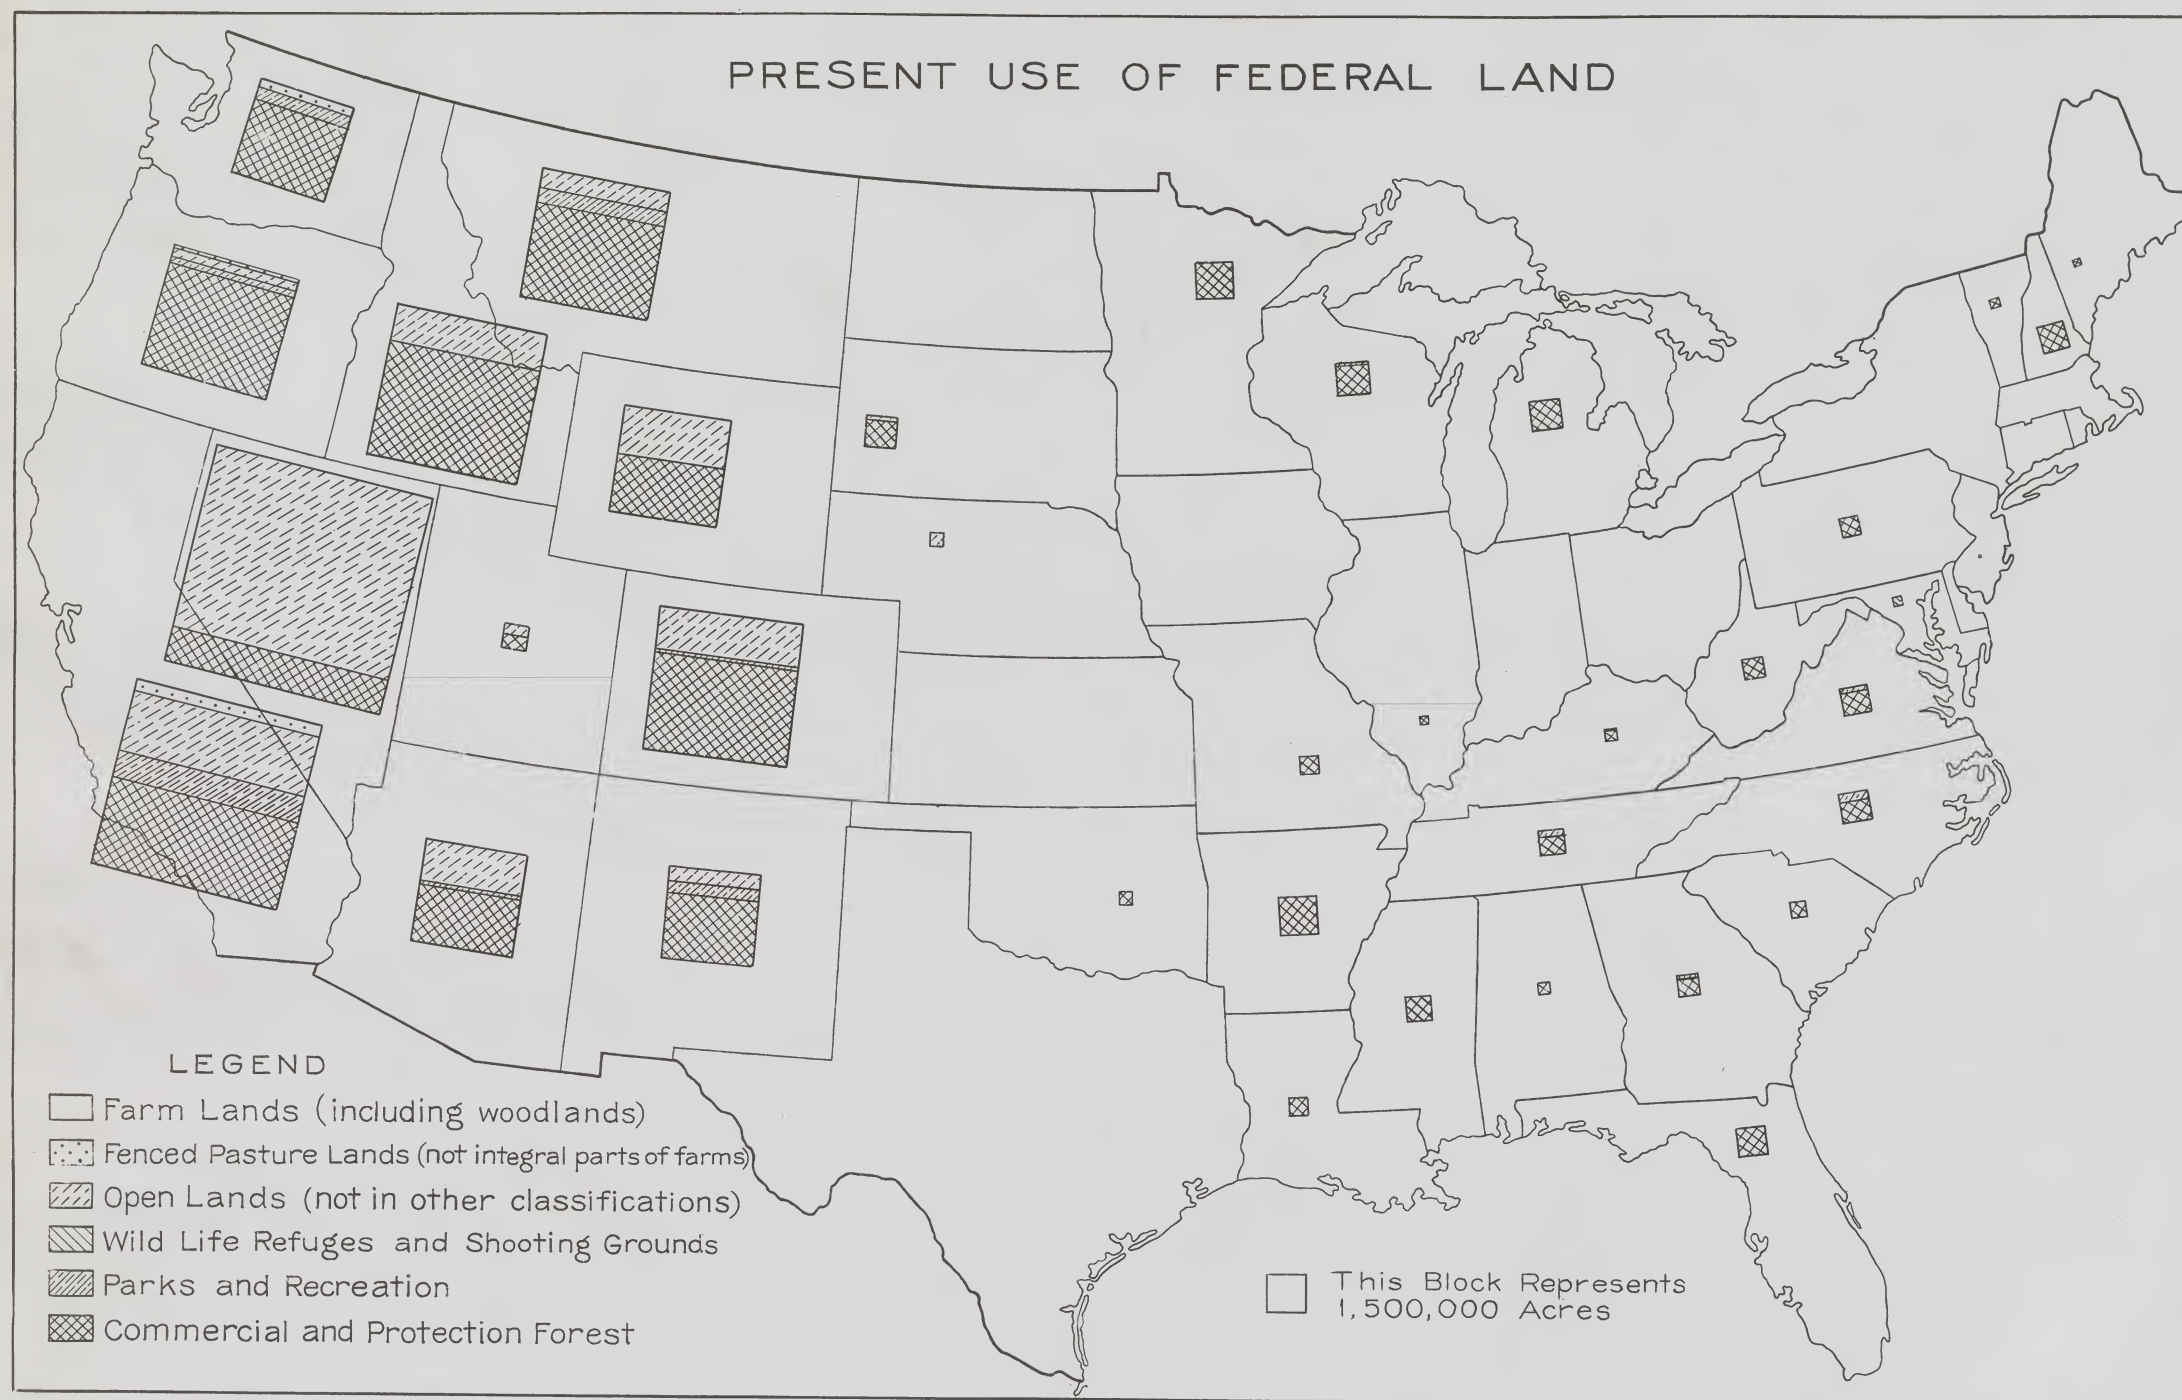 PRESENT USE OF FEDERAL LAND
LEGEND
Farm Lands (including woodlands)
Fenced Pasture Lands (not integral parts of farms)
Open Lands (not in other classifications)
Wild Life Refuges and Shooting Grounds
Parks and Recreation
Commercial and Protection Forest
This Block Represents
1,500,000 Acres